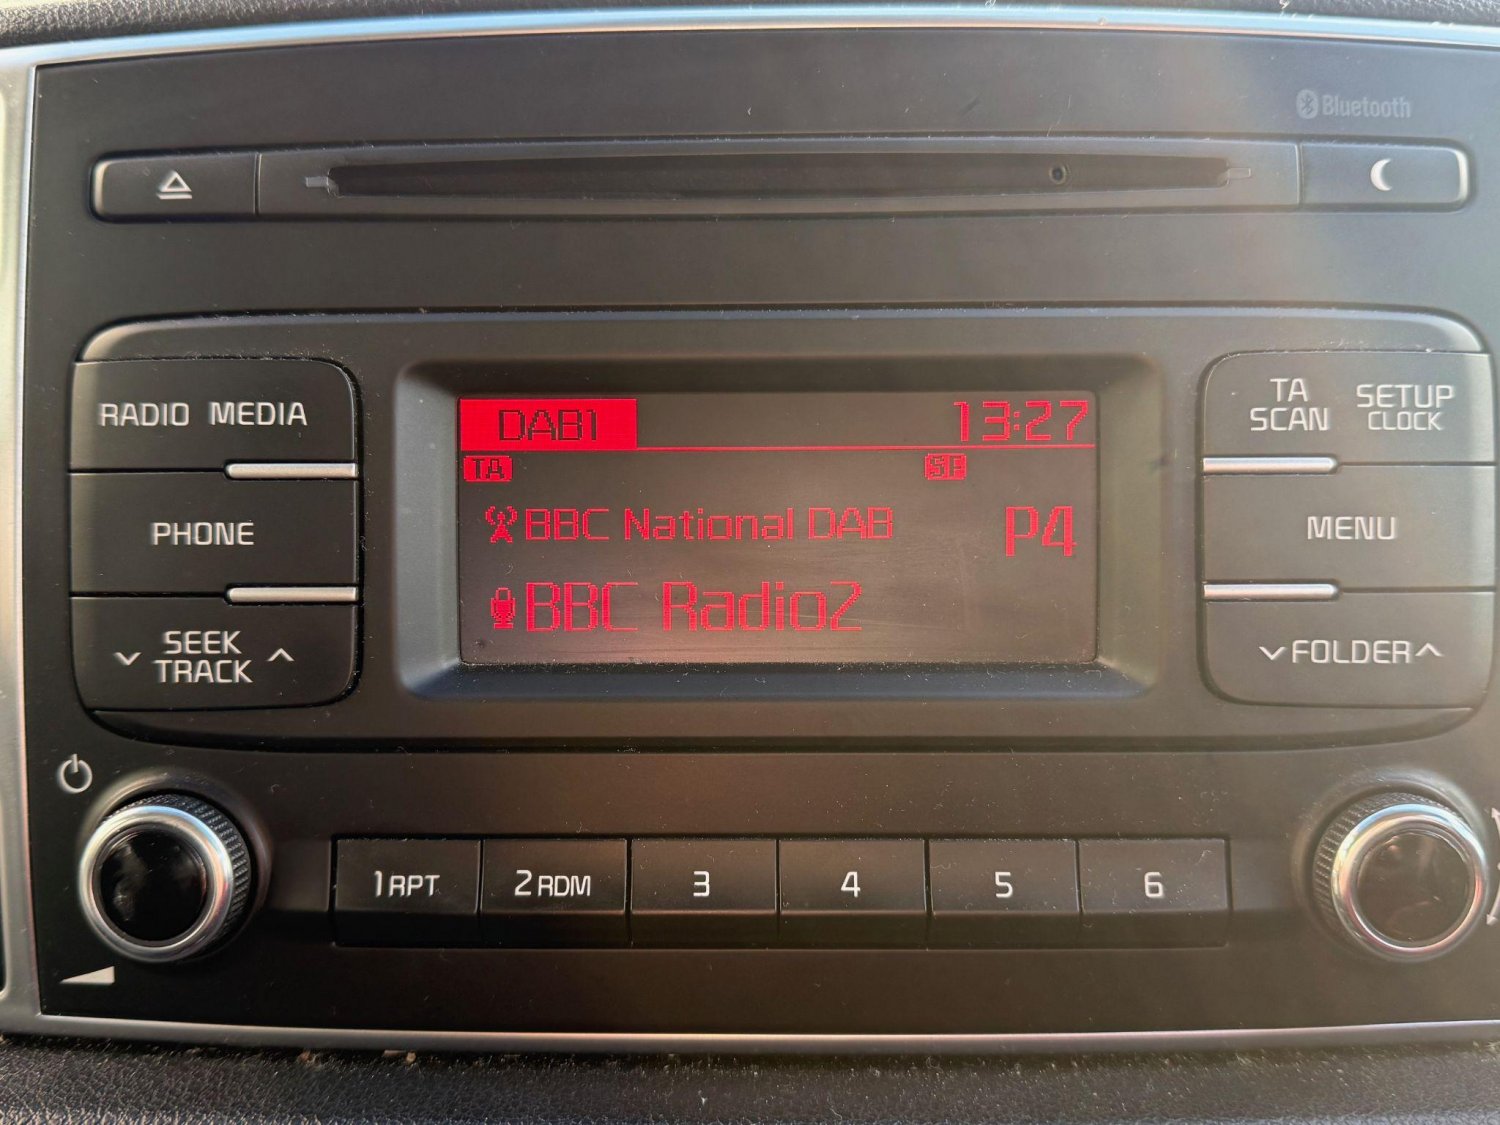 Bluetooth
RADIO MEDIA
DAB1 13:27
TA
SCAN
SETUP
CLOCK
TA SF
BBC National DAB P4
PHONE
MENU
BBC Radio2
SEEK
TRACK
FOLDER
1 RPT 2 RDM 3 4 5 6